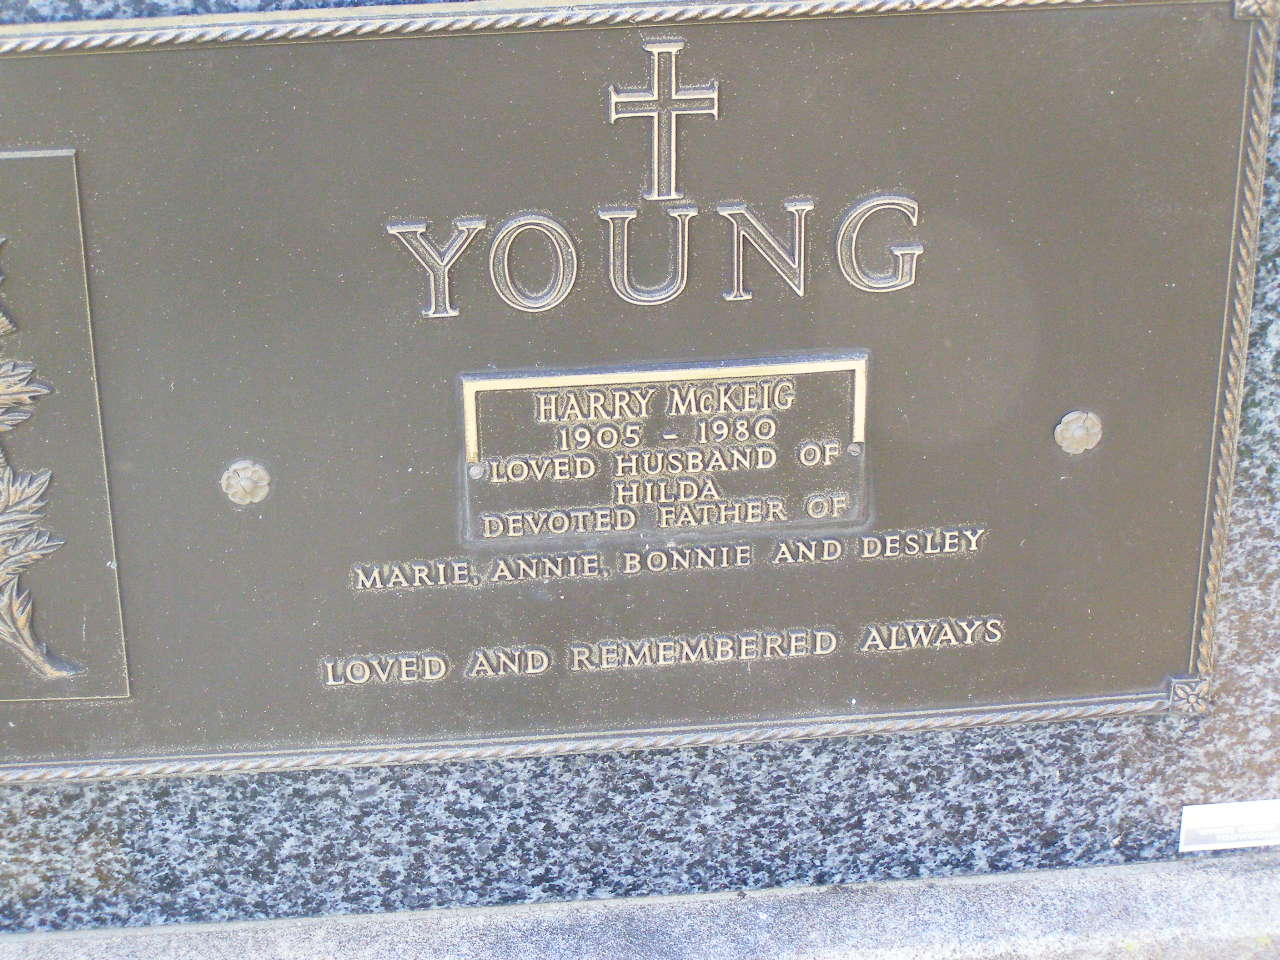 YOUNG
HARRY McKEIG
1905 - 1980
LOVED HUSBAND OF
HILDA
DEVOTED FATHER OF
MARIE, ANNIE, BONNIE AND DESLEY
LOVED AND REMEMBERED ALWAYS